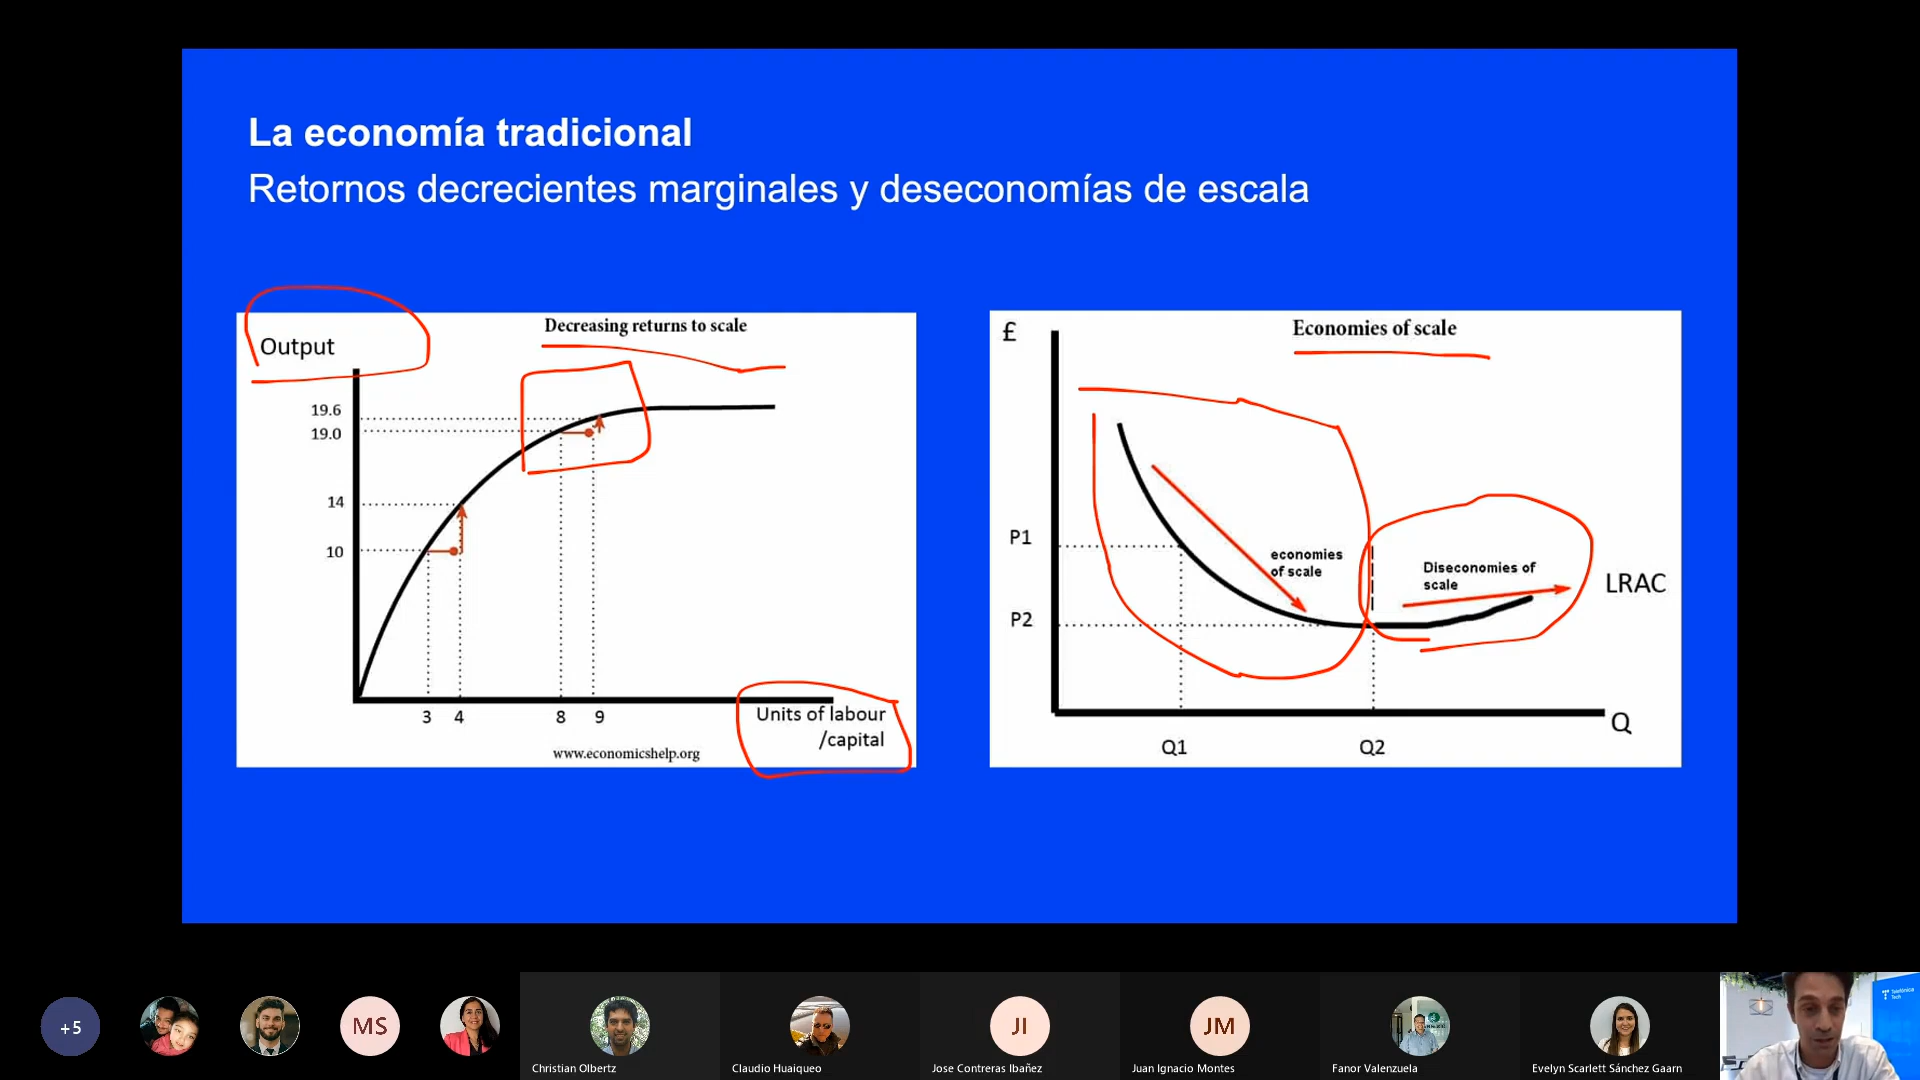 La economía tradicional
Retornos decrecientes marginales y deseconomías de escala
Decreasing returns to scale
Output
19.6
19.0
14
10
3 4 8 9
Units of labour
/capital
www.economicshelp.org
Economies of scale
£
P1
P2
economies
of scale
Diseconomies of
scale
LRAC
Q
Q1 Q2
+5
MS
JI
JM
Christian Olbertz
Claudio Huaiqueo
Jose Contreras Ibañez
Juan Ignacio Montes
Fanor Valenzuela
Evelyn Scarlett Sánchez Gaarn
Telefónica
Tech